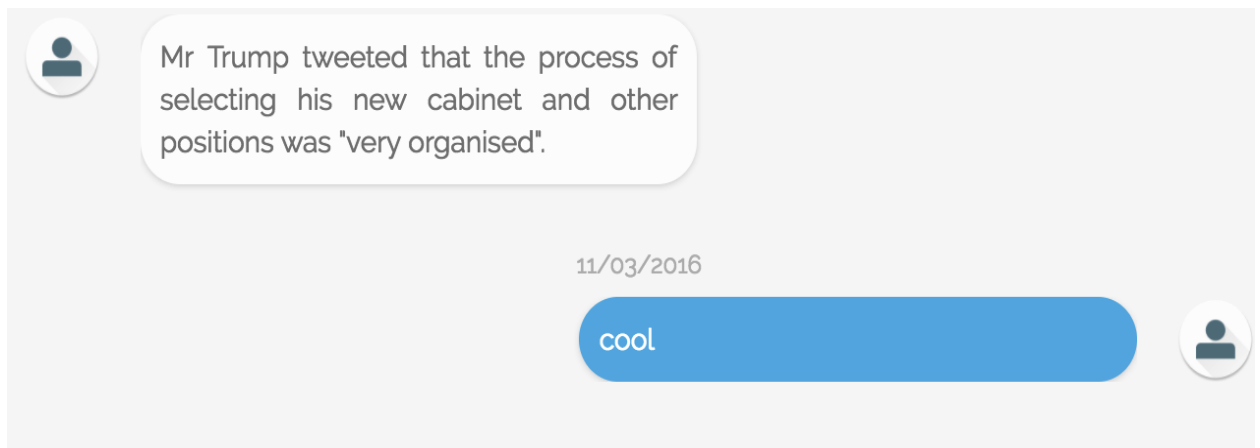 Mr Trump tweeted that the process of
selecting his new cabinet and other
positions was "very organised".
11/03/2016
cool